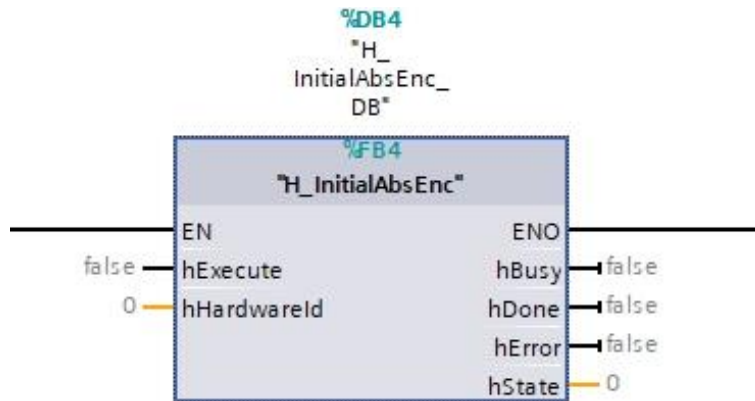 %DB4
"H_
InitialAbsEnc_
DB"
%FB4
"H_InitialAbsEnc"
EN ENO
false hExecute hBusy false
0 hHardwareId hDone false
hError false
hState 0